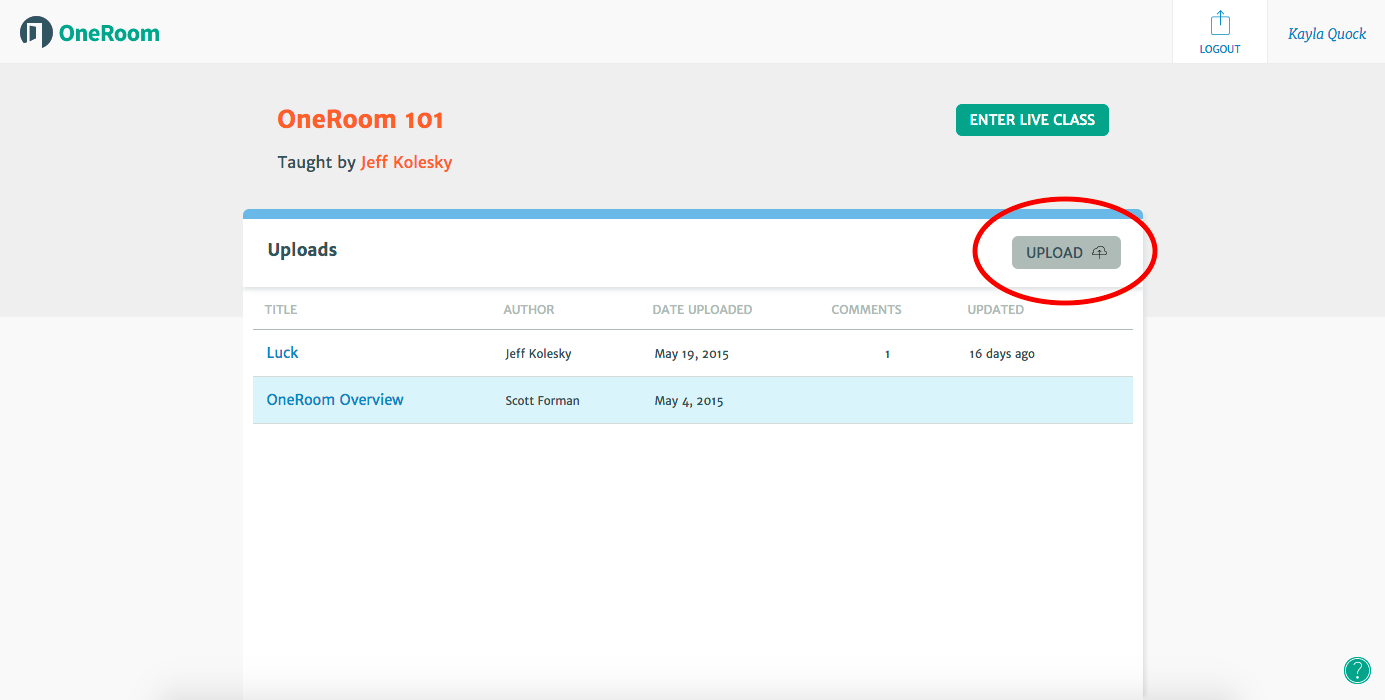 OneRoom
LOGOUT
Kayla Quock
OneRoom 101
ENTER LIVE CLASS
Taught by Jeff Kolesky
Uploads
UPLOAD
TITLE AUTHOR DATE UPLOADED COMMENTS UPDATED
Luck Jeff Kolesky May 19, 2015 1 16 days ago
OneRoom Overview Scott Forman May 4, 2015
?